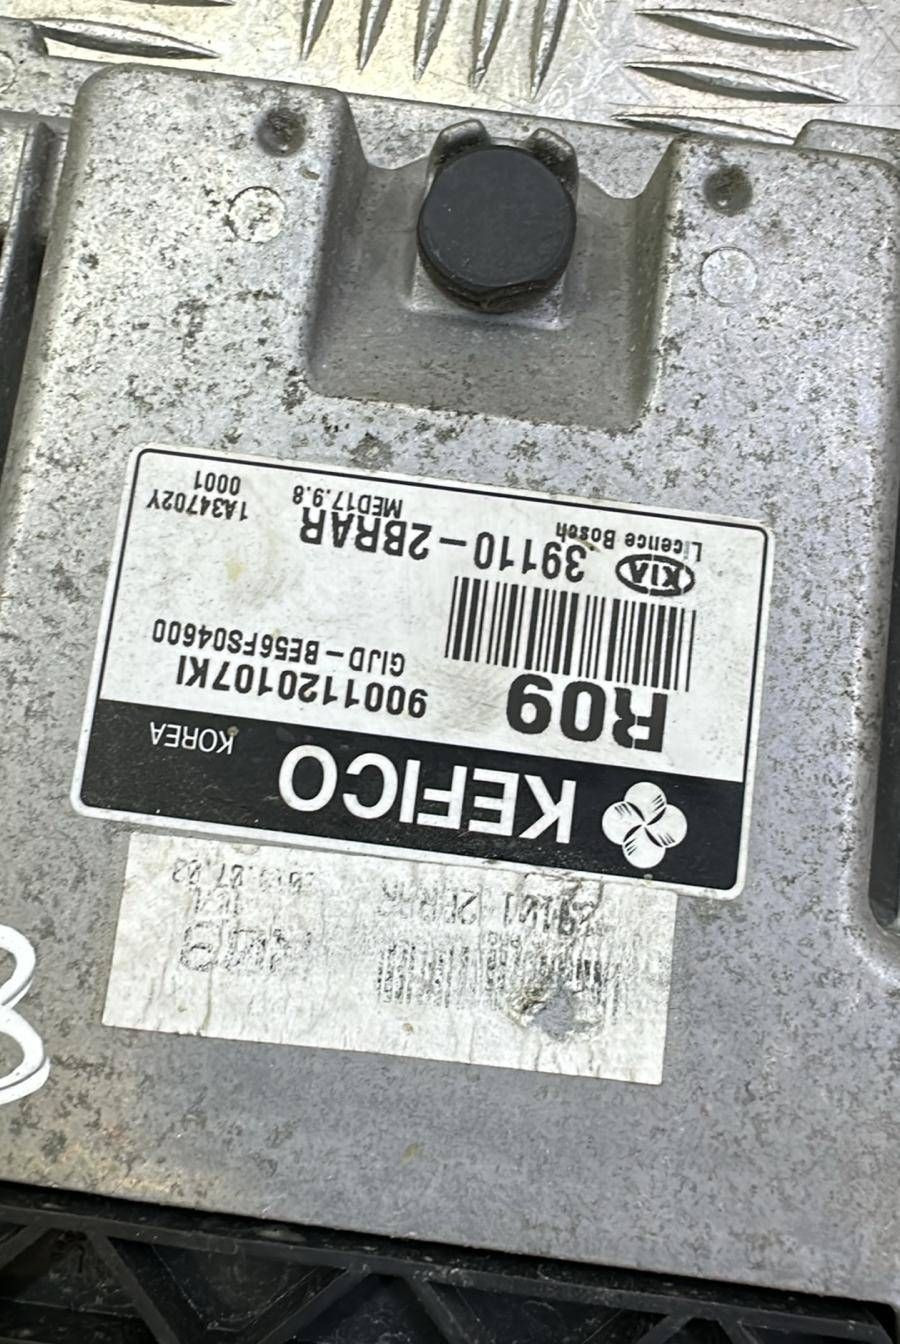 KEFICO KOREA
R09 9001120107KI
GIJD-BE56FS04600
KIA 39110-2BRAR
Licence Bosch MED17.9.8
1A34702Y
0001